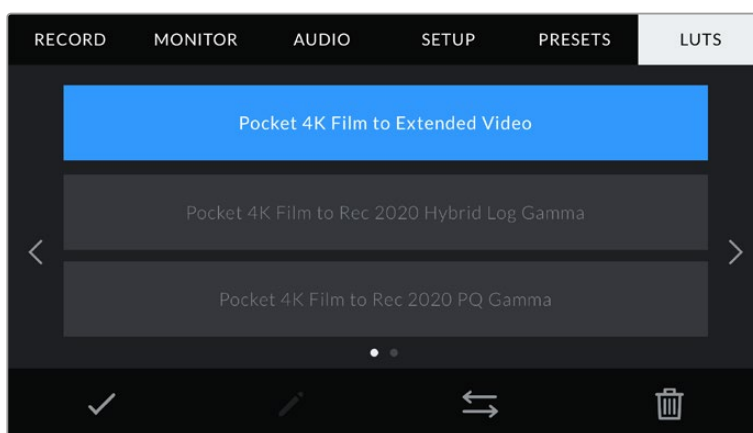 RECORD MONITOR AUDIO SETUP PRESETS LUTS
Pocket 4K Film to Extended Video
Pocket 4K Film to Rec 2020 Hybrid Log Gamma
Pocket 4K Film to Rec 2020 PQ Gamma